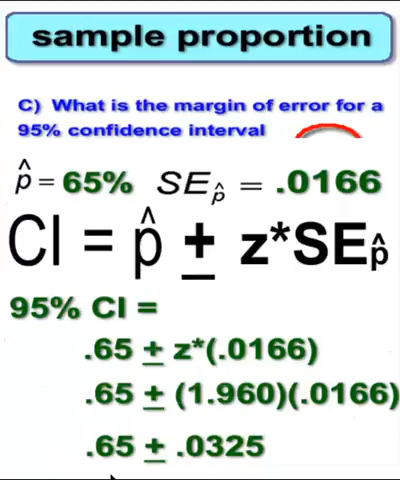 sample proportion
C) What is the margin of error for a
95% confidence interval
p̂ = 65% SEp̂ = .0166
CI = p̂ ± z*SEp̂
95% CI =
.65 ± z*(.0166)
.65 ± (1.960)(.0166)
.65 ± .0325